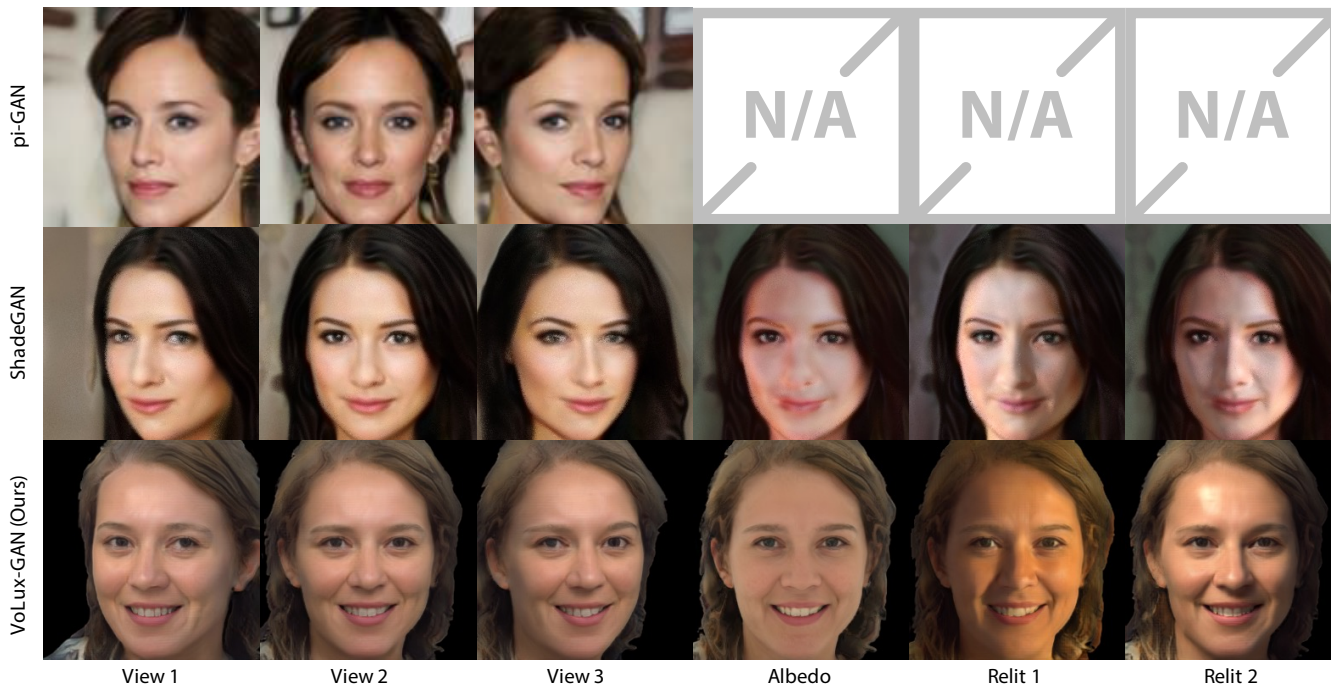 pi-GAN
N/A
N/A
N/A
ShadeGAN
VoLux-GAN (Ours)
View 1
View 2
View 3
Albedo
Relit 1
Relit 2